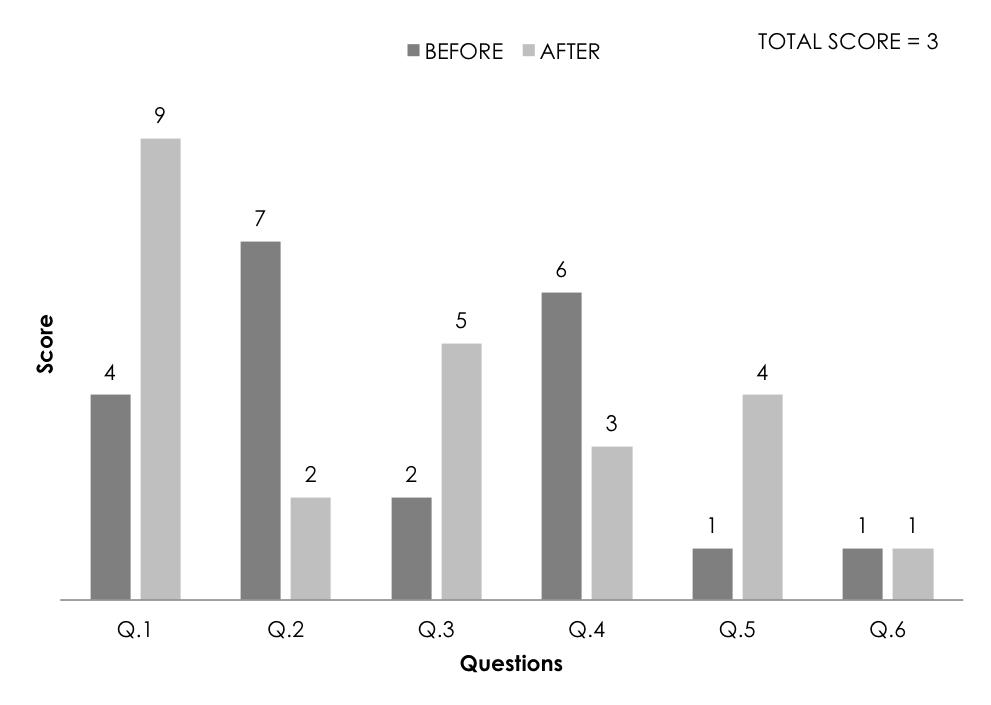 BEFORE AFTER
TOTAL SCORE = 3
9
7
6
5
4
4
3
2
2
1
1
1
Score
Q.1 Q.2 Q.3 Q.4 Q.5 Q.6
Questions